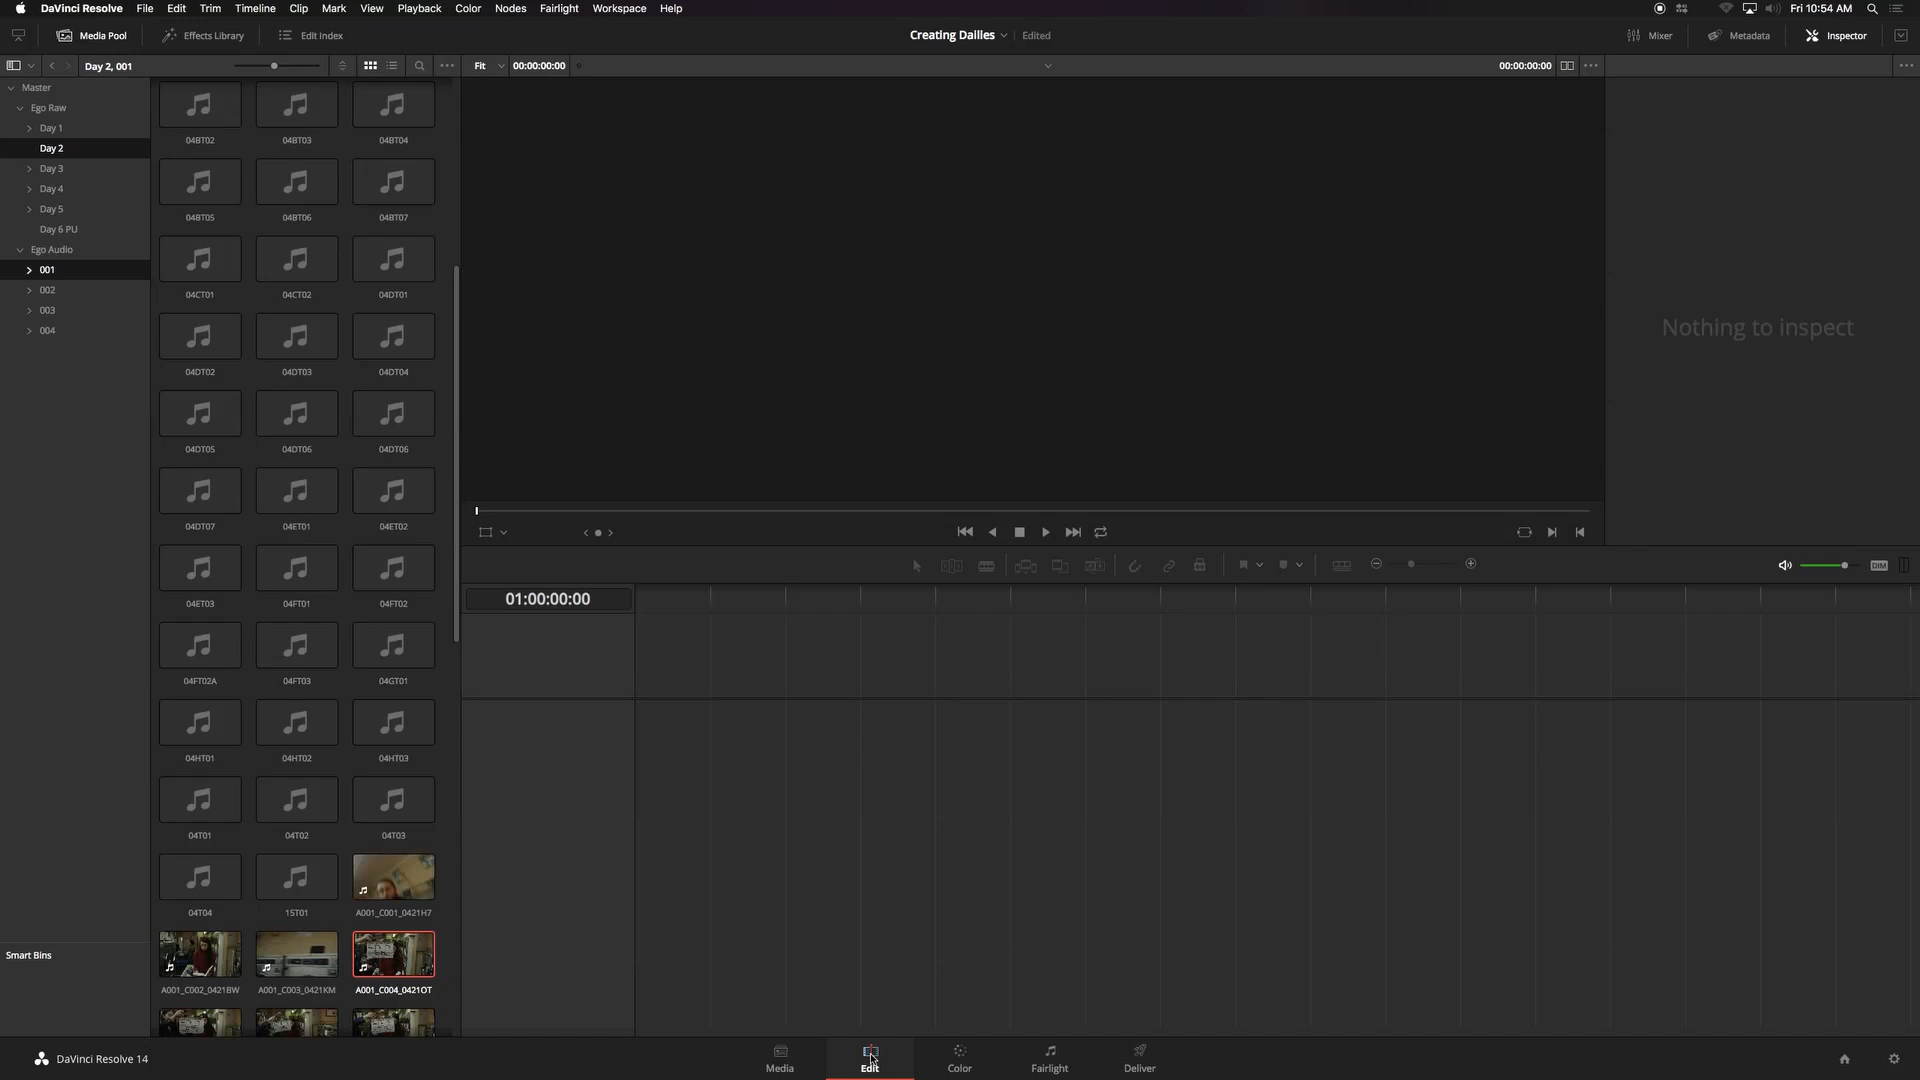 DaVinci Resolve File Edit Trim Timeline Clip Mark View Playback Color Nodes Fairlight Workspace Help Fri 10:54 AM
Media Pool Effects Library Edit Index Creating Dailies Edited Mixer Metadata Inspector
Day 2, 001 Fit 00:00:00:00 00:00:00:00
Master
Ego Raw
Day 1
Day 2
Day 3
Day 4
Day 5
Day 6 PU
Ego Audio
001
002
003
004
Smart Bins
04BT02 04BT03 04BT04
04BT05 04BT06 04BT07
04CT01 04CT02 04DT01
04DT02 04DT03 04DT04
04DT05 04DT06 04DT06
04DT07 04ET01 04ET02
04ET03 04FT01 04FT02
04FT02A 04FT03 04GT01
04HT01 04HT02 04HT03
04T01 04T02 04T03
04T04 15T01 A001_C001_0421H7
A001_C002_0421BW A001_C003_0421KM A001_C004_0421OT
Nothing to inspect
DIM
01:00:00:00
DaVinci Resolve 14 Media Edit Color Fairlight Deliver